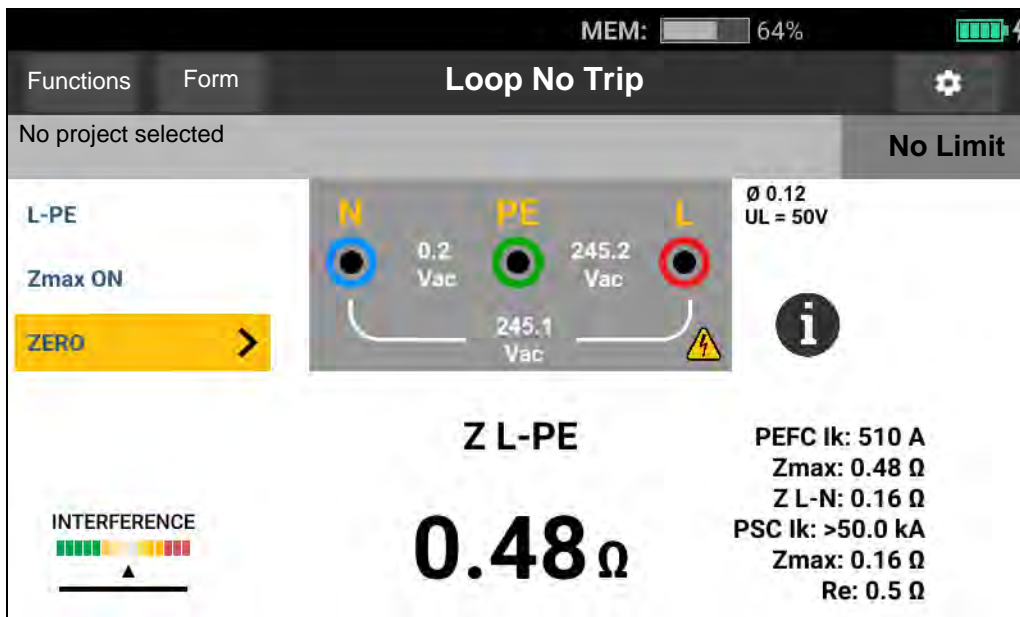 MEM: 64%
Functions Form Loop No Trip
No project selected
No Limit
L-PE
Zmax ON
ZERO
N PE L
0.2 Vac
245.2 Vac
245.1 Vac
Ø 0.12
UL = 50V
i
Z L-PE
0.48 Ω
INTERFERENCE
PEFC Ik: 510 A
Zmax: 0.48 Ω
Z L-N: 0.16 Ω
PSC Ik: >50.0 kA
Zmax: 0.16 Ω
Re: 0.5 Ω